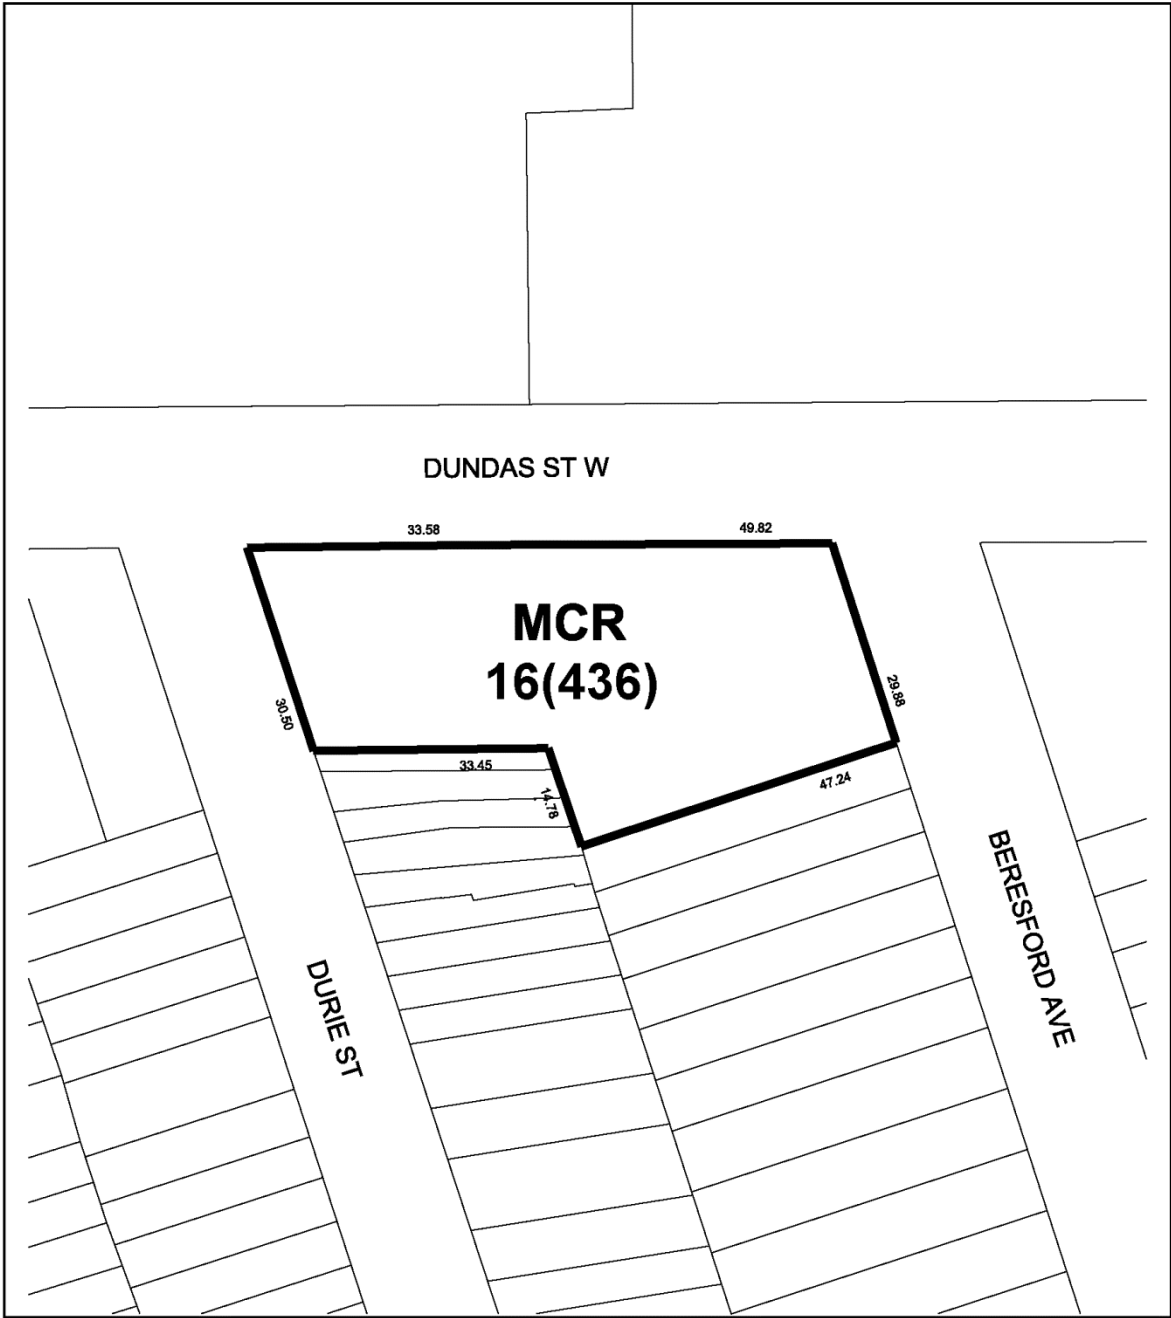 DUNDAS ST W
33.58
49.82
MCR
16(436)
30.50
29.88
33.45
14.78
47.24
DURIE ST
BERESFORD AVE